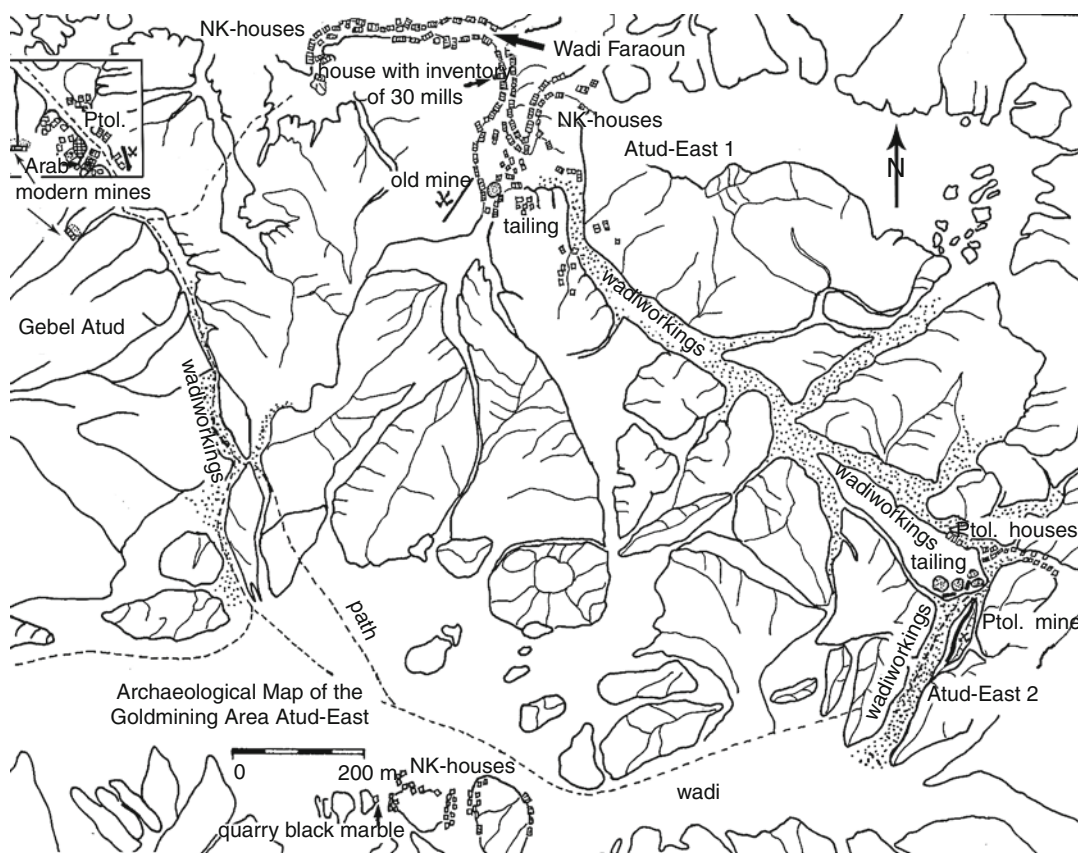 NK-houses
Wadi Faraoun
house with inventory
of 30 mills
NK-houses
Ptol.
Arab
modern mines
Atud-East 1
N
old mine
tailing
wadiworkings
Gebel Atud
wadiworkings
wadiworkings
Ptol. houses
tailing
Ptol. mine
wadiworkings
Atud-East 2
path
Archaeological Map of the
Goldmining Area Atud-East
0 200 m
NK-houses
wadi
quarry black marble